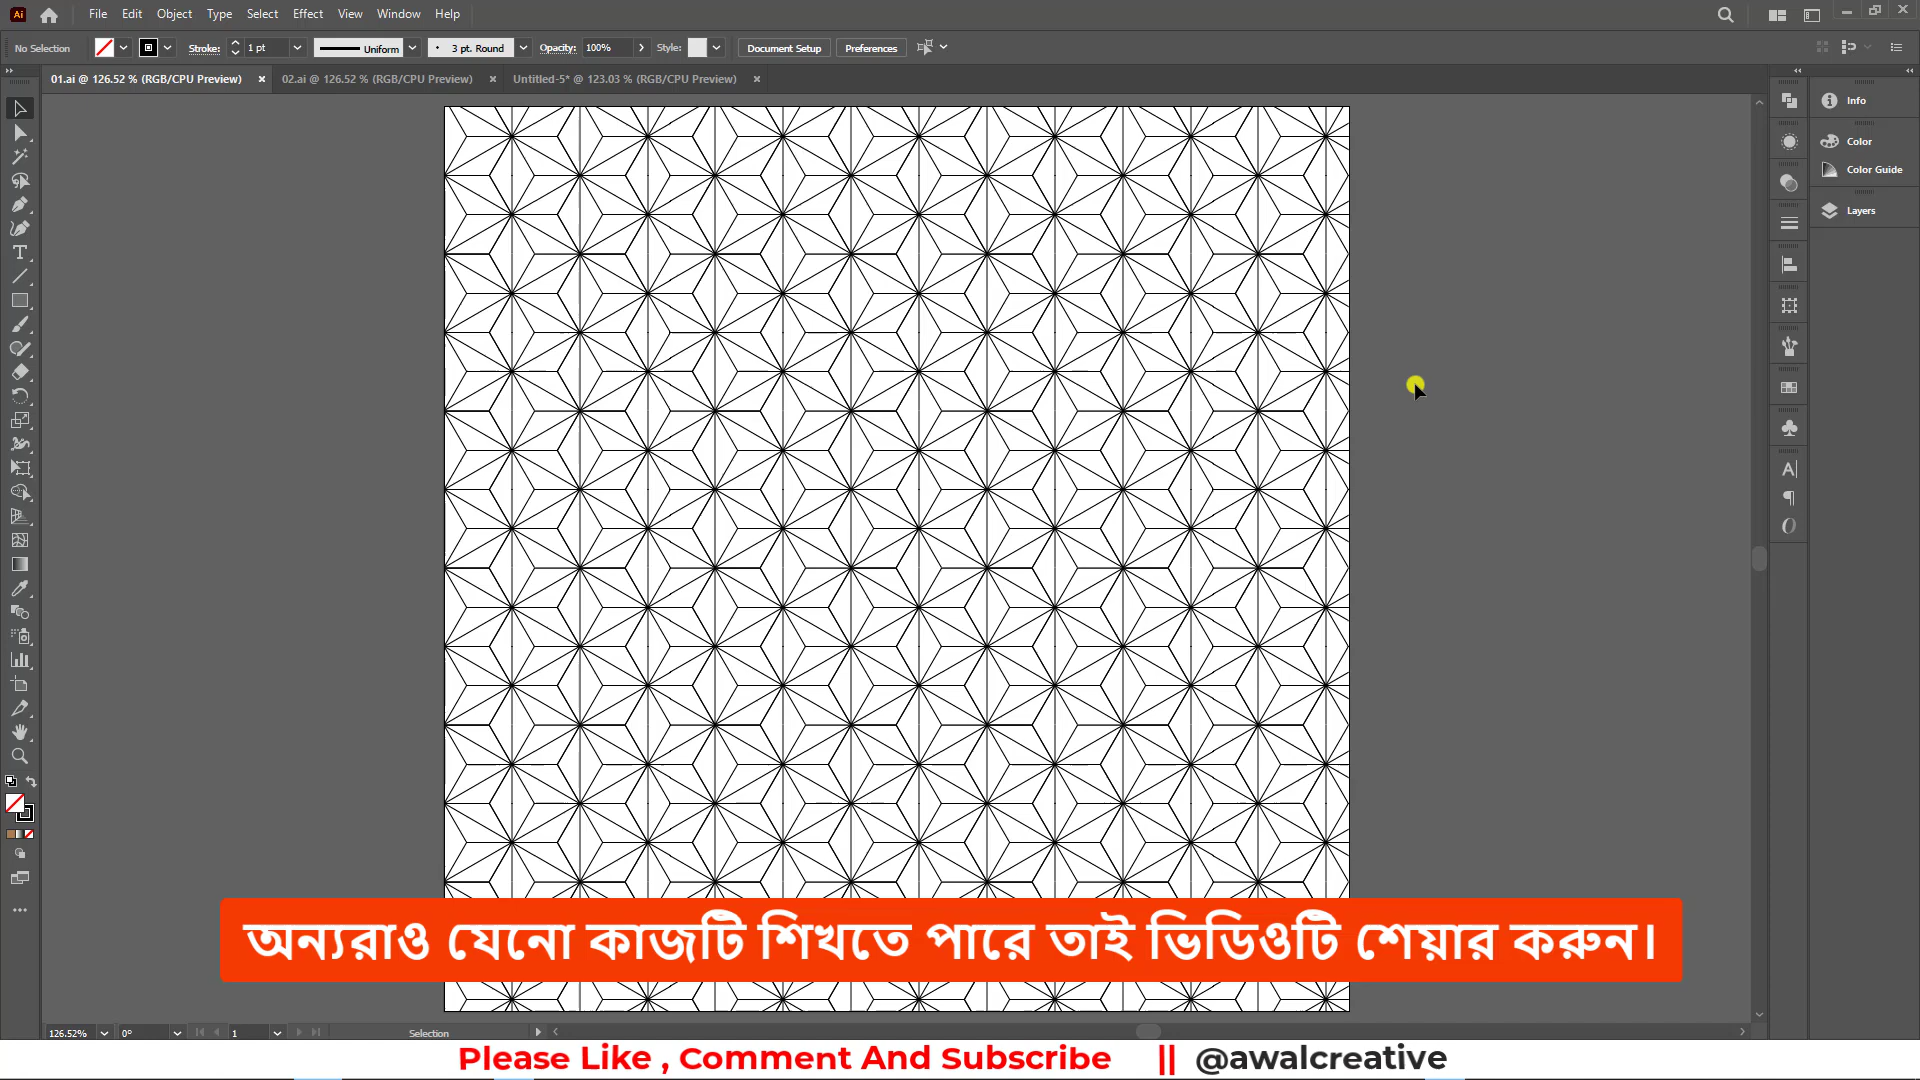 Ai File Edit Object Type Select Effect View Window Help
No Selection Stroke: 1 pt Uniform 3 pt. Round Opacity: 100% Style: Document Setup Preferences
01.ai @ 126.52 % (RGB/CPU Preview) 02.ai @ 126.52 % (RGB/CPU Preview) Untitled-5* @ 123.03 % (RGB/CPU Preview)
Info
Color
Color Guide
Layers
অন্যরাও যেনো কাজটি শিখতে পারে তাই ভিডিওটি শেয়ার করুন।
126.52% 0° 1 Selection
Please Like , Comment And Subscribe || @awalcreative